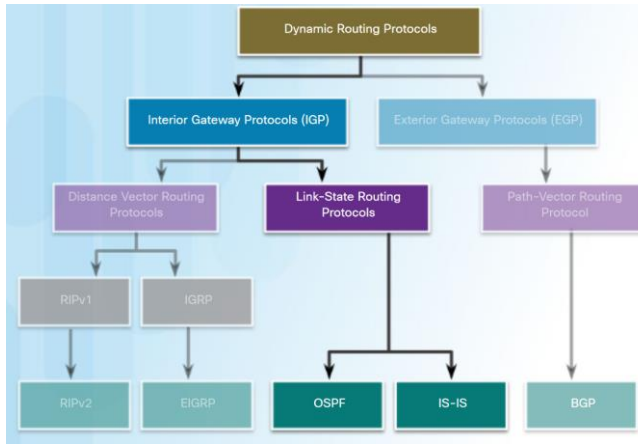 Dynamic Routing Protocols
Interior Gateway Protocols (IGP)
Exterior Gateway Protocols (EGP)
Distance Vector Routing
Protocols
Link-State Routing
Protocols
Path-Vector Routing
Protocol
RIPv1
IGRP
RIPv2
EIGRP
OSPF
IS-IS
BGP